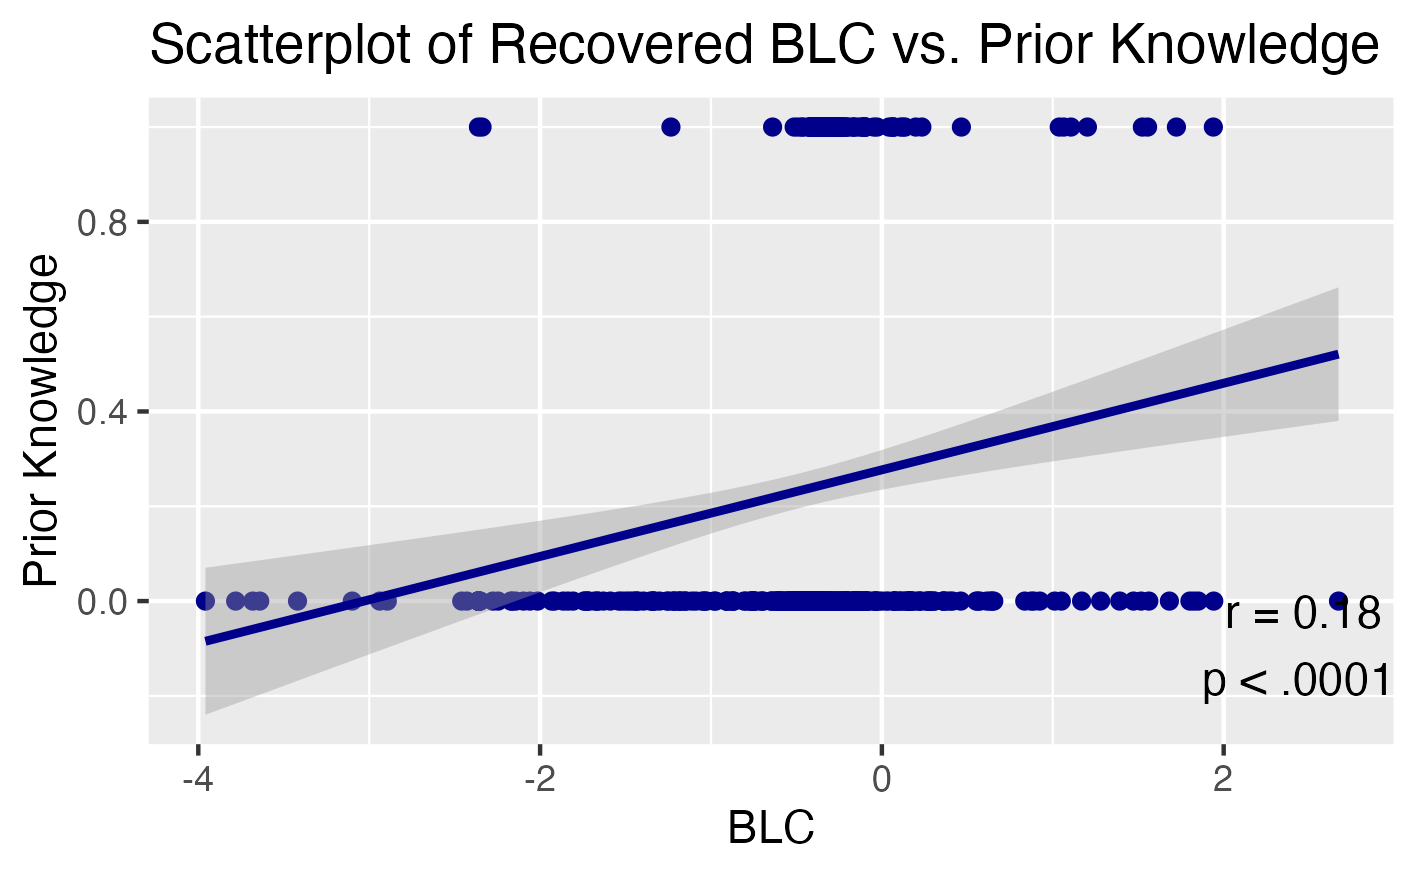 Scatterplot of Recovered BLC vs. Prior Knowledge
Prior Knowledge
0.8
0.4
0.0
r = 0.18
p < .0001
-4
-2
0
2
BLC